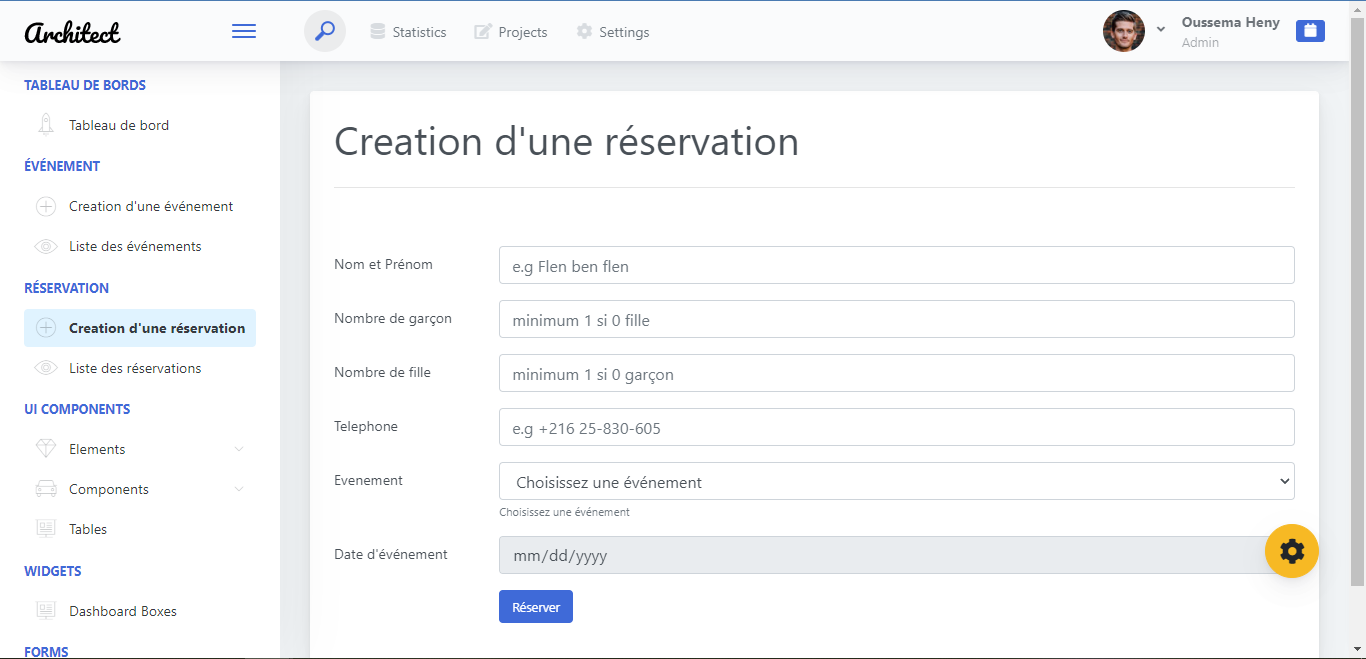 Architect
Statistics
Projects
Settings
Oussema Heny
Admin
TABLEAU DE BORDS
Tableau de bord
ÉVÉNEMENT
Creation d'une événement
Liste des événements
RÉSERVATION
Creation d'une réservation
Liste des réservations
UI COMPONENTS
Elements
Components
Tables
WIDGETS
Dashboard Boxes
FORMS
Creation d'une réservation
Nom et Prénom
e.g Flen ben flen
Nombre de garçon
minimum 1 si 0 fille
Nombre de fille
minimum 1 si 0 garçon
Telephone
e.g +216 25-830-605
Evenement
Choisissez une événement
Choisissez une événement
Date d'événement
mm/dd/yyyy
Réserver